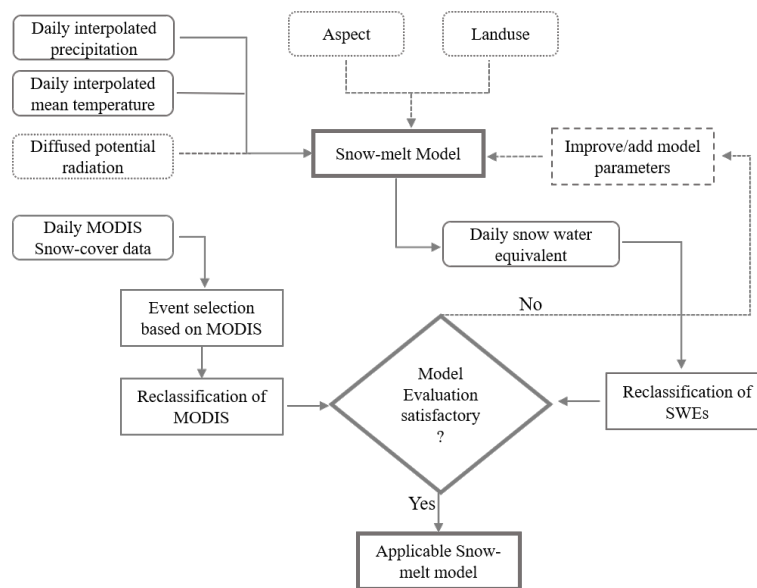 Daily interpolated
precipitation
Aspect
Landuse
Daily interpolated
mean temperature
Diffused potential
radiation
Snow-melt Model
Improve/add model
parameters
Daily MODIS
Snow-cover data
Daily snow water
equivalent
Event selection
based on MODIS
No
Reclassification of
MODIS
Model
Evaluation
satisfactory
?
Reclassification of
SWEs
Yes
Applicable Snow-
melt model